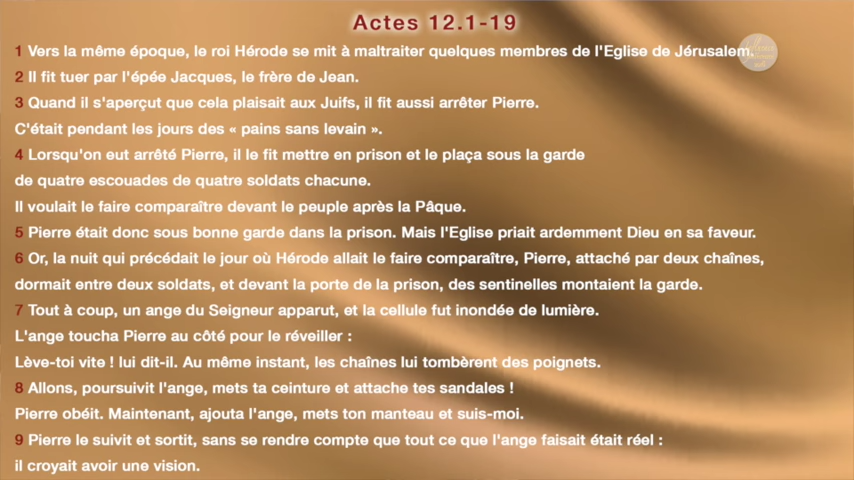 Actes 12.1-19
1 Vers la même époque, le roi Hérode se mit à maltraiter quelques membres de l'Eglise de Jérusalem.
2 Il fit tuer par l'épée Jacques, le frère de Jean.
3 Quand il s'aperçut que cela plaisait aux Juifs, il fit aussi arrêter Pierre.
C'était pendant les jours des « pains sans levain ».
4 Lorsqu'on eut arrêté Pierre, il le fit mettre en prison et le plaça sous la garde
de quatre escouades de quatre soldats chacune.
Il voulait le faire comparaître devant le peuple après la Pâque.
5 Pierre était donc sous bonne garde dans la prison. Mais l'Eglise priait ardemment Dieu en sa faveur.
6 Or, la nuit qui précédait le jour où Hérode allait le faire comparaître, Pierre, attaché par deux chaînes,
dormait entre deux soldats, et devant la porte de la prison, des sentinelles montaient la garde.
7 Tout à coup, un ange du Seigneur apparut, et la cellule fut inondée de lumière.
L'ange toucha Pierre au côté pour le réveiller :
Lève-toi vite ! lui dit-il. Au même instant, les chaînes lui tombèrent des poignets.
8 Allons, poursuivit l'ange, mets ta ceinture et attache tes sandales !
Pierre obéit. Maintenant, ajouta l'ange, mets ton manteau et suis-moi.
9 Pierre le suivit et sortit, sans se rendre compte que tout ce que l'ange faisait était réel :
il croyait avoir une vision.